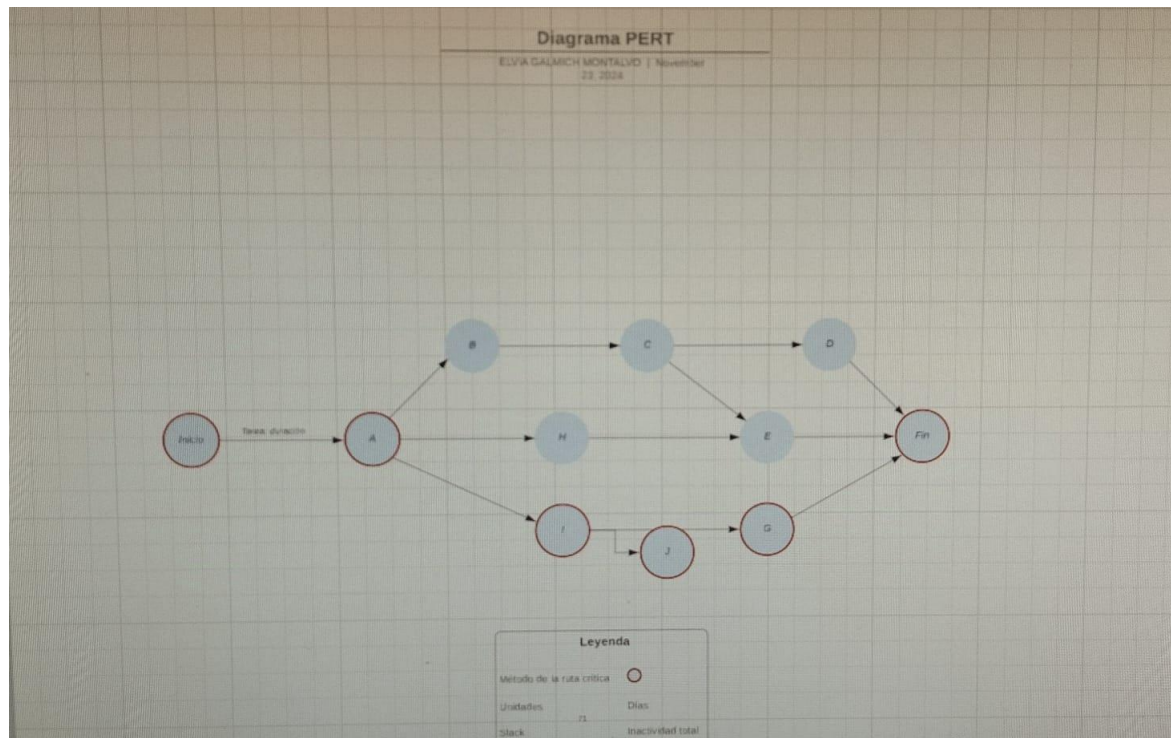 Diagrama PERT
ELVIA GALMICH MONTALVO | November
23, 2024
B
C
D
Inicio
Tarea: duración
A
H
E
Fin
I
J
G
Leyenda
Método de la ruta crítica
Unidades
Días
/1
Slack
Inactividad total